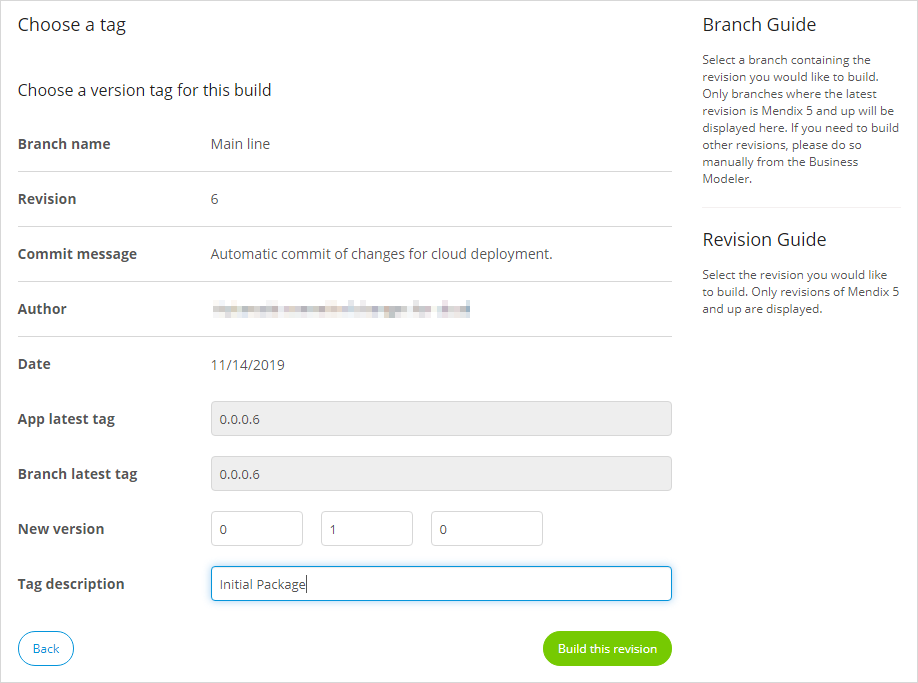 Choose a tag
Choose a version tag for this build
Branch name Main line
Revision 6
Commit message Automatic commit of changes for cloud deployment.
Author
Date 11/14/2019
App latest tag 0.0.0.6
Branch latest tag 0.0.0.6
New version 0 1 0
Tag description Initial Package
Back Build this revision
Branch Guide
Select a branch containing the
revision you would like to build.
Only branches where the latest
revision is Mendix 5 and up will be
displayed here. If you need to build
other revisions, please do so
manually from the Business
Modeler.
Revision Guide
Select the revision you would like
to build. Only revisions of Mendix 5
and up are displayed.